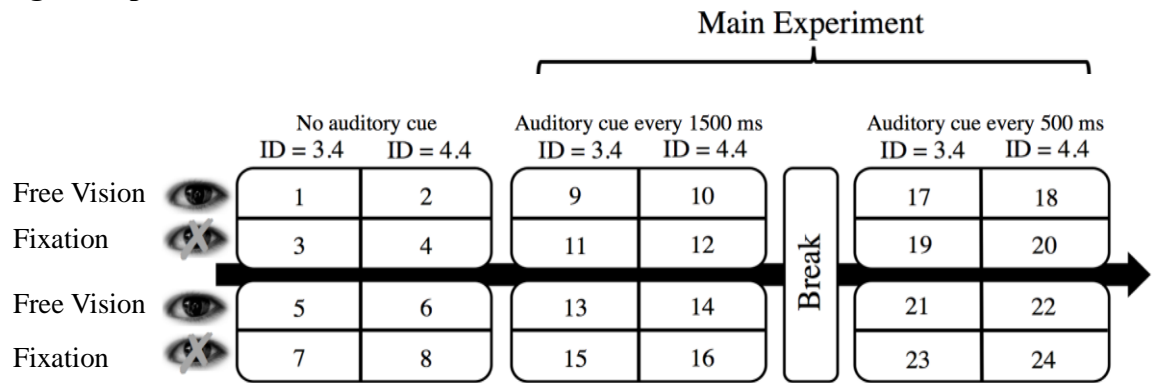 Main Experiment
No auditory cue Auditory cue every 1500 ms Auditory cue every 500 ms
ID = 3.4 ID = 4.4 ID = 3.4 ID = 4.4 ID = 3.4 ID = 4.4
Free Vision 1 2 9 10 17 18
Fixation 3 4 11 12 19 20
Break
Free Vision 5 6 13 14 21 22
Fixation 7 8 15 16 23 24